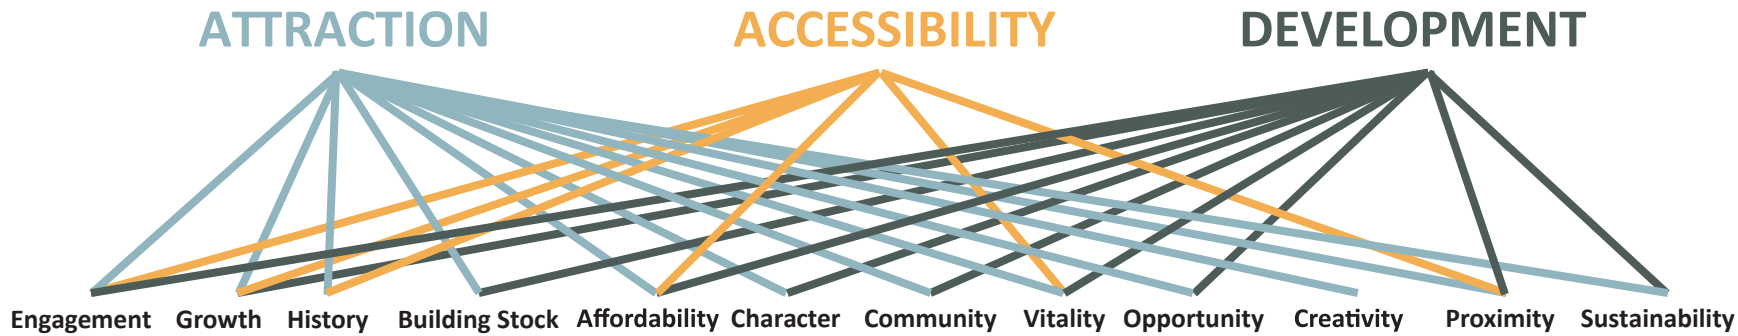 ATTRACTION ACCESSIBILITY DEVELOPMENT
Engagement Growth History Building Stock Affordability Character Community Vitality Opportunity Creativity Proximity Sustainability